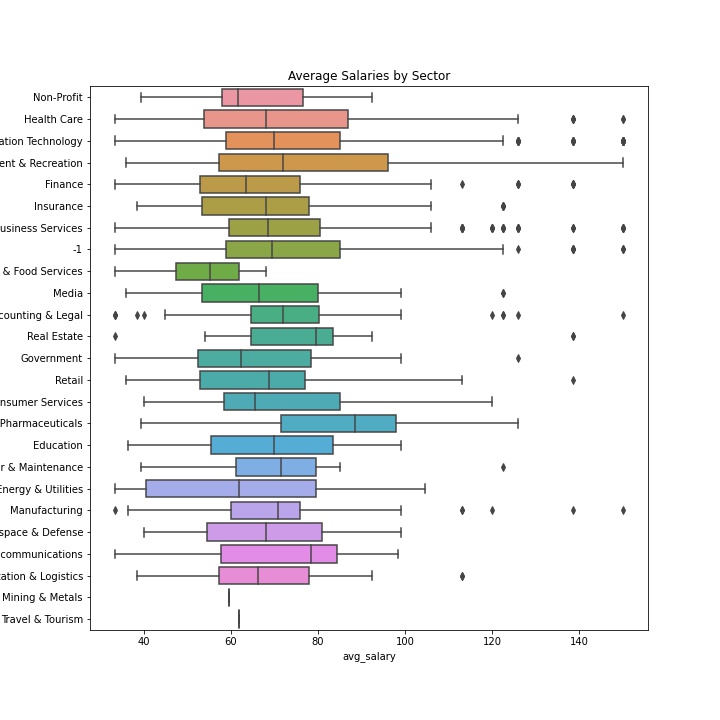 Average Salaries by Sector
Non-Profit
Health Care
ation Technology
ent & Recreation
Finance
Insurance
usiness Services
-1
& Food Services
Media
counting & Legal
Real Estate
Government
Retail
nsumer Services
Pharmaceuticals
Education
r & Maintenance
Energy & Utilities
Manufacturing
space & Defense
communications
ation & Logistics
Mining & Metals
Travel & Tourism
40 60 80 100 120 140
avg_salary